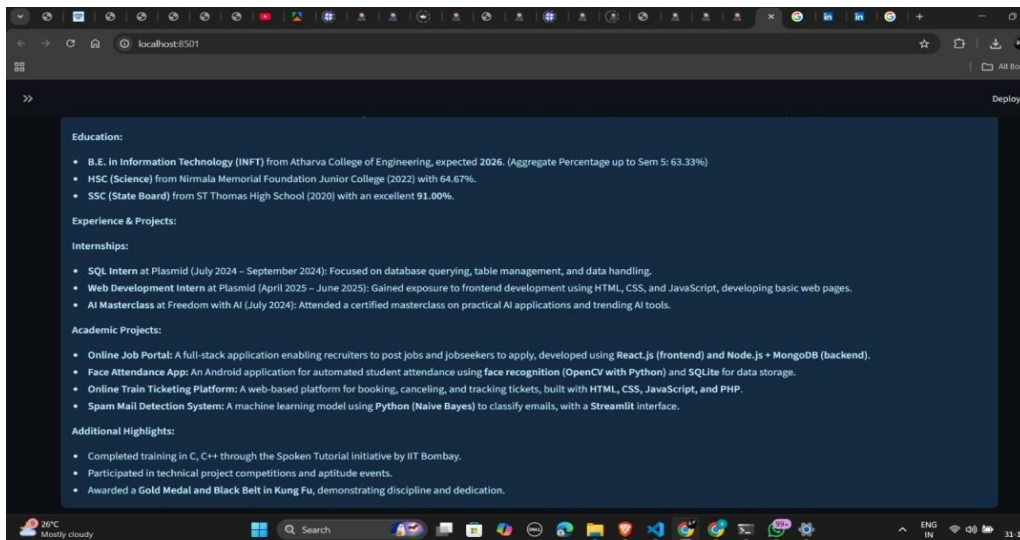 localhost:8501
All Bo
Deploy
Education:
• B.E. in Information Technology (INFT) from Atharva College of Engineering, expected 2026. (Aggregate Percentage up to Sem 5: 63.33%)
• HSC (Science) from Nirmala Memorial Foundation Junior College (2022) with 64.67%.
• SSC (State Board) from ST Thomas High School (2020) with an excellent 91.00%.
Experience & Projects:
Internships:
• SQL Intern at Plasmid (July 2024 – September 2024): Focused on database querying, table management, and data handling.
• Web Development Intern at Plasmid (April 2025 – June 2025): Gained exposure to frontend development using HTML, CSS, and JavaScript, developing basic web pages.
• AI Masterclass at Freedom with AI (July 2024): Attended a certified masterclass on practical AI applications and trending AI tools.
Academic Projects:
• Online Job Portal: A full-stack application enabling recruiters to post jobs and jobseekers to apply, developed using React.js (frontend) and Node.js + MongoDB (backend).
• Face Attendance App: An Android application for automated student attendance using face recognition (OpenCV with Python) and SQLite for data storage.
• Online Train Ticketing Platform: A web-based platform for booking, canceling, and tracking tickets, built with HTML, CSS, JavaScript, and PHP.
• Spam Mail Detection System: A machine learning model using Python (Naive Bayes) to classify emails, with a Streamlit interface.
Additional Highlights:
• Completed training in C, C++ through the Spoken Tutorial initiative by IIT Bombay.
• Participated in technical project competitions and aptitude events.
• Awarded a Gold Medal and Black Belt in Kung Fu, demonstrating discipline and dedication.
9 26°C
Mostly cloudy
Search
99+
ENG
IN
31-1